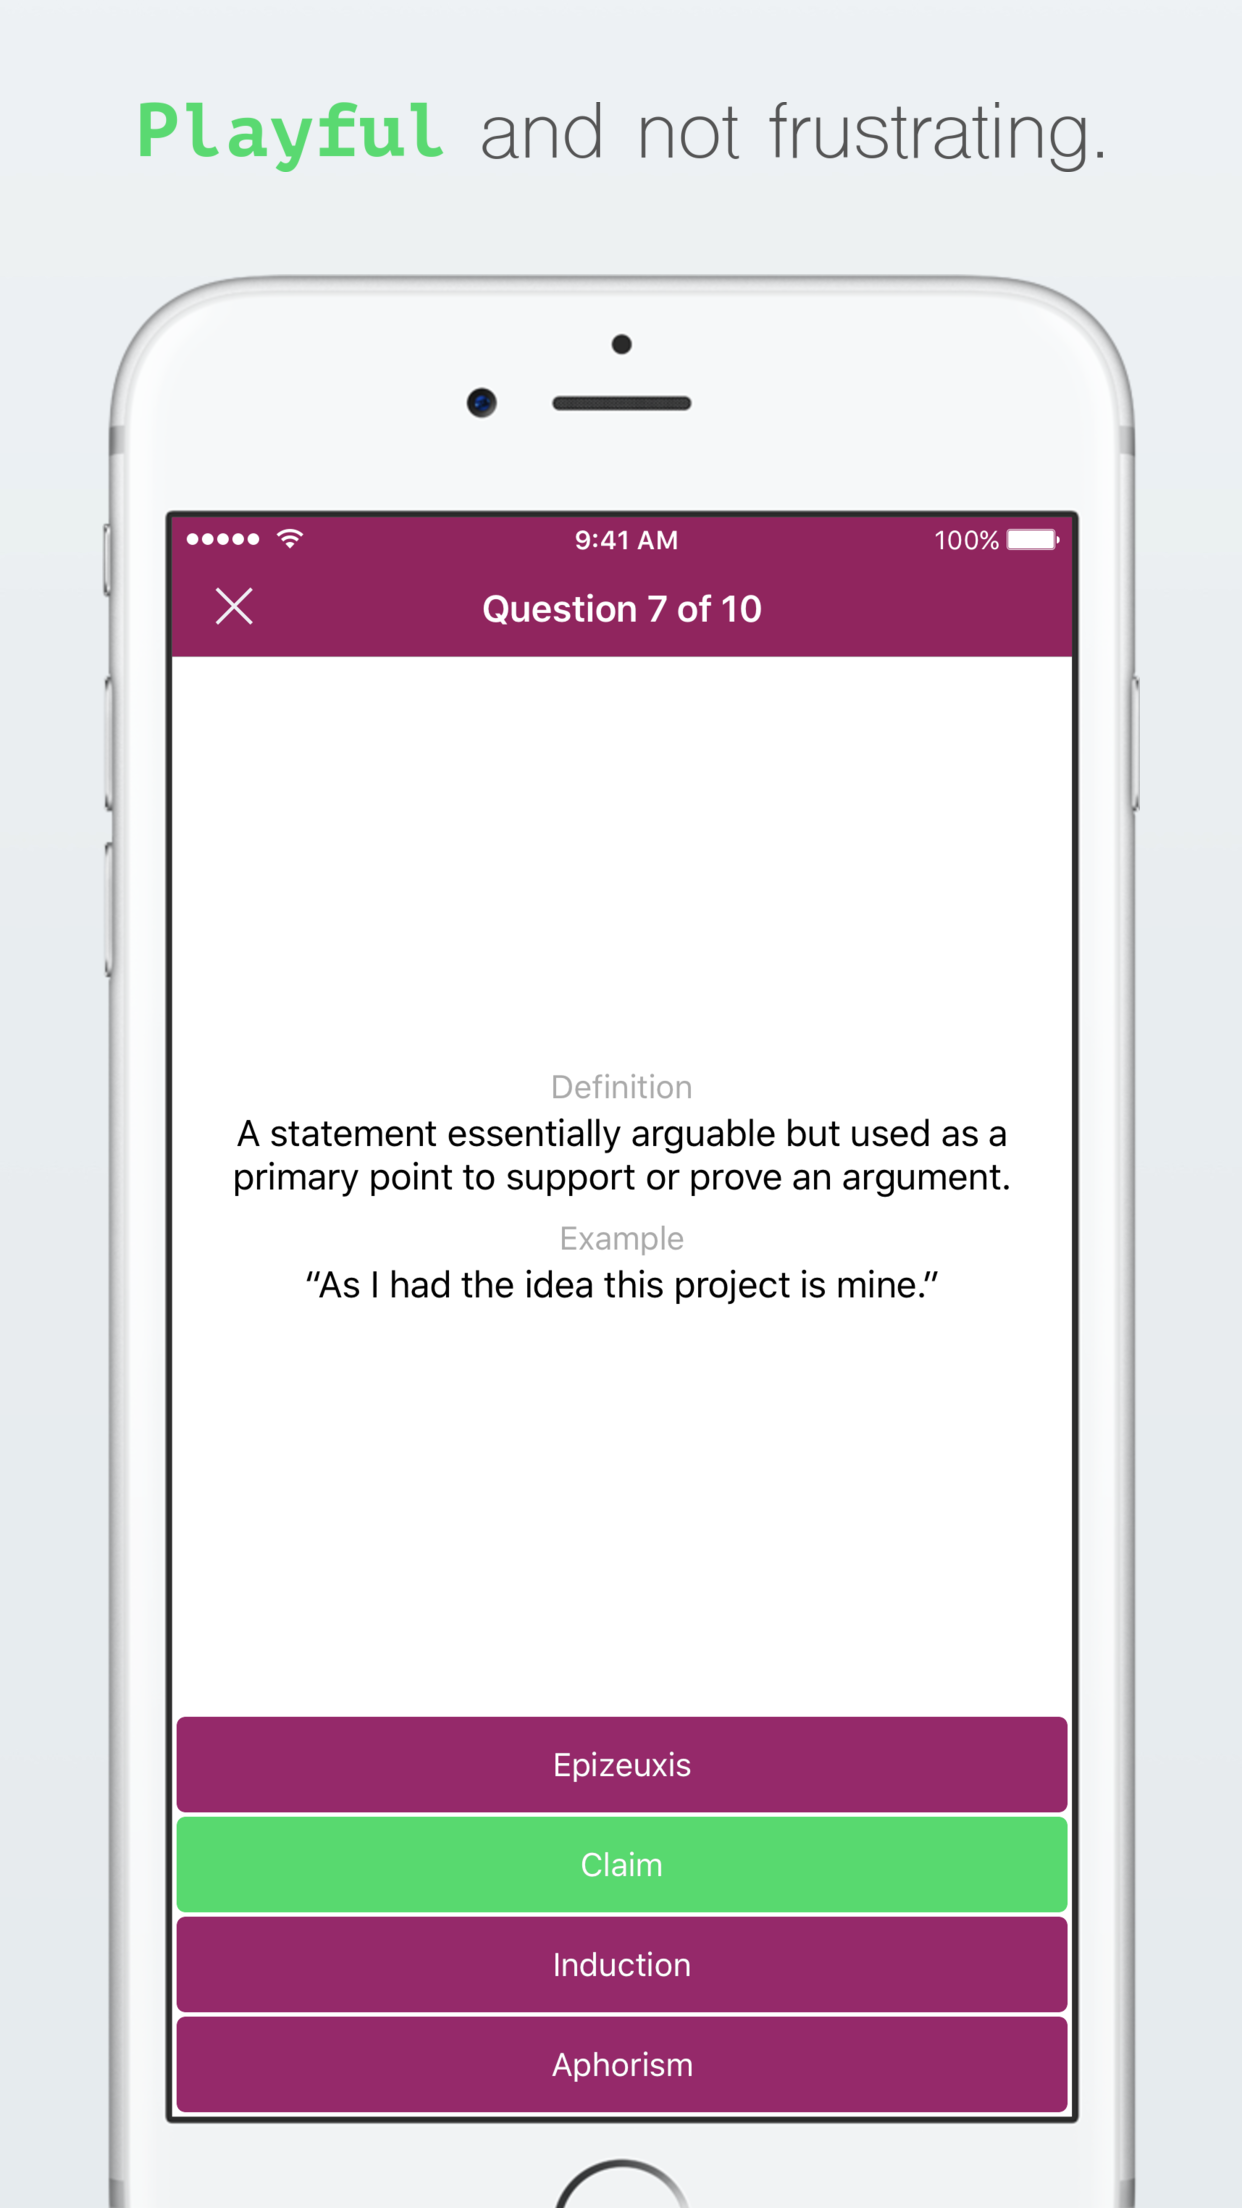 Playful and not frustrating.
9:41 AM 100%
Question 7 of 10
Definition
A statement essentially arguable but used as a
primary point to support or prove an argument.
Example
“As I had the idea this project is mine.”
Epizeuxis
Claim
Induction
Aphorism